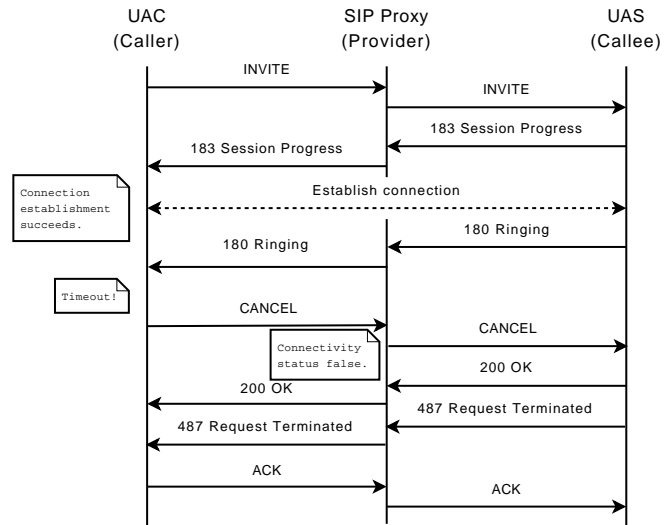 UAC
(Caller)
SIP Proxy
(Provider)
UAS
(Callee)
INVITE
INVITE
183 Session Progress
183 Session Progress
Connection
establishment
succeeds.
Establish connection
180 Ringing
180 Ringing
Timeout!
CANCEL
CANCEL
Connectivity
status false.
200 OK
200 OK
487 Request Terminated
487 Request Terminated
ACK
ACK